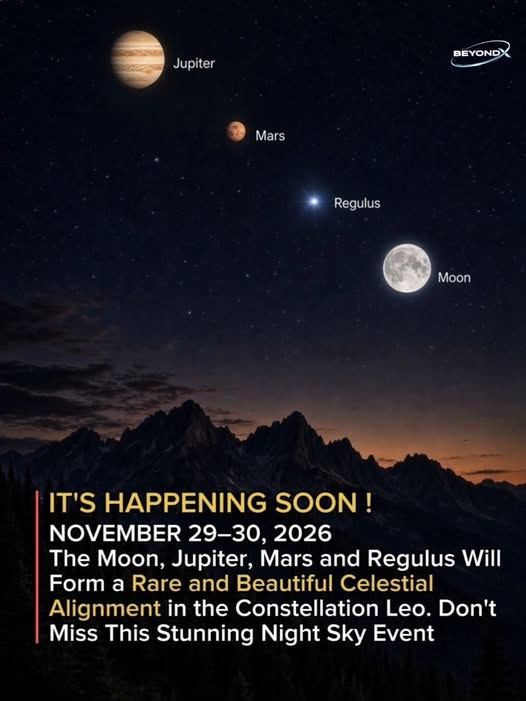 BEYONDX
Jupiter
Mars
Regulus
Moon
IT'S HAPPENING SOON !
NOVEMBER 29–30, 2026
The Moon, Jupiter, Mars and Regulus Will
Form a Rare and Beautiful Celestial
Alignment in the Constellation Leo. Don't
Miss This Stunning Night Sky Event